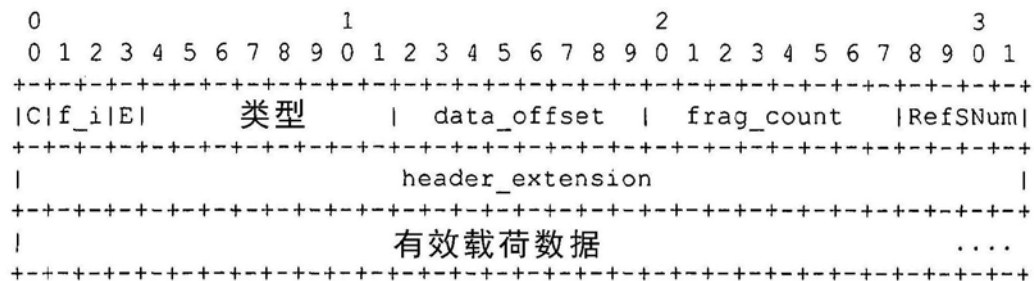 0 1 2 3
0 1 2 3 4 5 6 7 8 9 0 1 2 3 4 5 6 7 8 9 0 1 2 3 4 5 6 7 8 9 0 1
+-+-+-+-+-+-+-+-+-+-+-+-+-+-+-+-+-+-+-+-+-+-+-+-+-+-+-+-+-+-+-+-+
|C|f_i|E| 类型 | data_offset | frag_count |RefSNum|
+-+-+-+-+-+-+-+-+-+-+-+-+-+-+-+-+-+-+-+-+-+-+-+-+-+-+-+-+-+-+-+-+
| header_extension |
+-+-+-+-+-+-+-+-+-+-+-+-+-+-+-+-+-+-+-+-+-+-+-+-+-+-+-+-+-+-+-+-+
| 有效载荷数据 ....
+-+-+-+-+-+-+-+-+-+-+-+-+-+-+-+-+-+-+-+-+-+-+-+-+-+-+-+-+-+-+-+-+